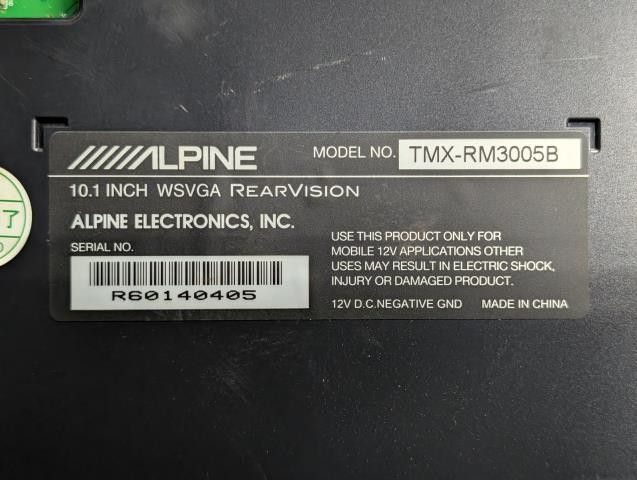 ALPINE
MODEL NO. TMX-RM3005B
10.1 INCH WSVGA REARVISION
ALPINE ELECTRONICS, INC.
SERIAL NO.
R60140405
USE THIS PRODUCT ONLY FOR
MOBILE 12V APPLICATIONS OTHER
USES MAY RESULT IN ELECTRIC SHOCK,
INJURY OR DAMAGED PRODUCT.
12V D.C.NEGATIVE GND MADE IN CHINA